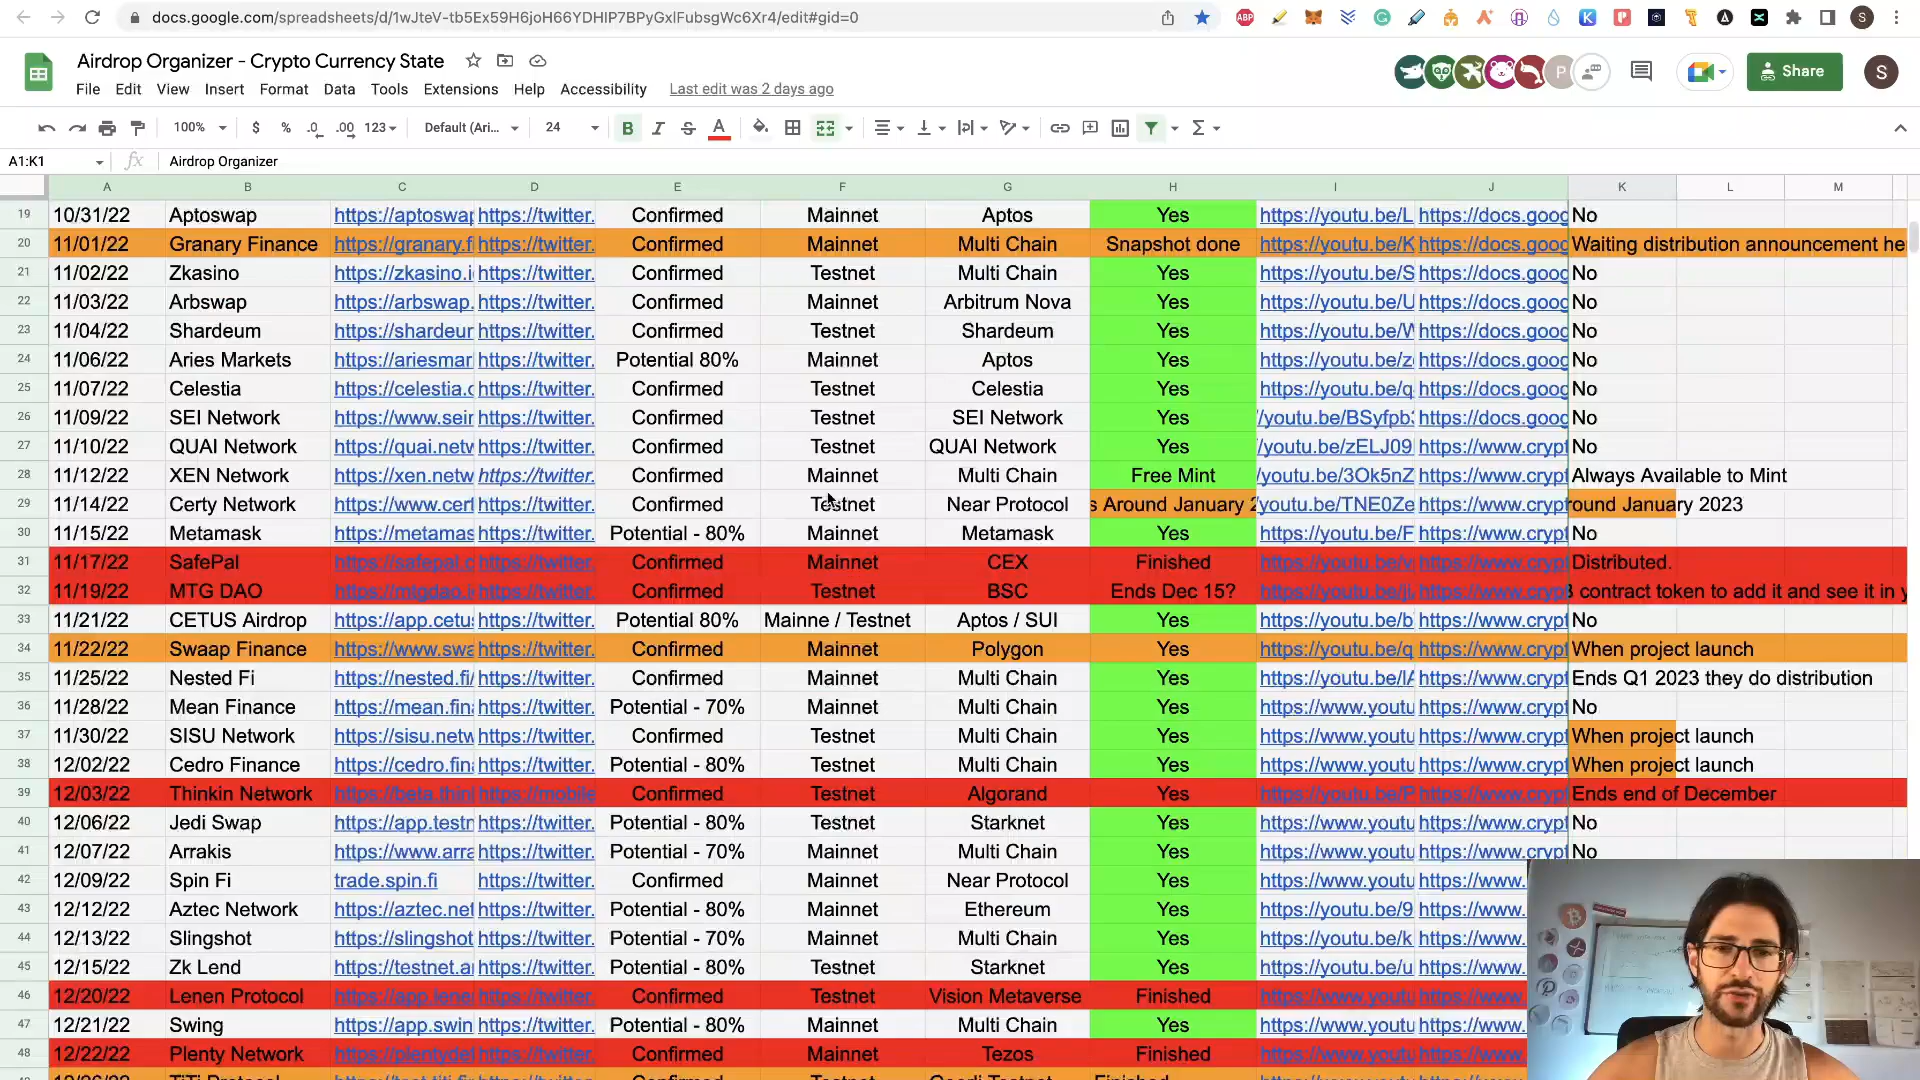 docs.google.com/spreadsheets/d/1wJteV-tb5Ex59H6joH66YDHIP7BPyGxIFubsgWc6Xr4/edit#gid=0
Airdrop Organizer - Crypto Currency State
File Edit View Insert Format Data Tools Extensions Help Accessibility Last edit was 2 days ago
Share
100% $ % .0 .00 123 Default (Ari... 24 B I S A
A1:K1 fx Airdrop Organizer
A B C D E F G H I J K L M
19 10/31/22 Aptoswap https://aptoswap https://twitter. Confirmed Mainnet Aptos Yes https://youtu.be/L https://docs.goog No
20 11/01/22 Granary Finance https://granary.f https://twitter. Confirmed Mainnet Multi Chain Snapshot done https://youtu.be/K https://docs.goog Waiting distribution announcement he
21 11/02/22 Zkasino https://zkasino.i https://twitter. Confirmed Testnet Multi Chain Yes https://youtu.be/S https://docs.goog No
22 11/03/22 Arbswap https://arbswap. https://twitter. Confirmed Mainnet Arbitrum Nova Yes https://youtu.be/U https://docs.goog No
23 11/04/22 Shardeum https://shardeur https://twitter. Confirmed Testnet Shardeum Yes https://youtu.be/V https://docs.goog No
24 11/06/22 Aries Markets https://ariesmar https://twitter. Potential 80% Mainnet Aptos Yes https://youtu.be/z https://docs.goog No
25 11/07/22 Celestia https://celestia.c https://twitter. Confirmed Testnet Celestia Yes https://youtu.be/q https://docs.goog No
26 11/09/22 SEI Network https://www.seir https://twitter. Confirmed Testnet SEI Network Yes /youtu.be/BSyfpb https://docs.goog No
27 11/10/22 QUAI Network https://quai.netw https://twitter. Confirmed Testnet QUAI Network Yes /youtu.be/zELJ09 https://www.crypt No
28 11/12/22 XEN Network https://xen.netw https://twitter. Confirmed Mainnet Multi Chain Free Mint /youtu.be/3Ok5nZ https://www.crypt Always Available to Mint
29 11/14/22 Certy Network https://www.cert https://twitter. Confirmed Testnet Near Protocol s Around January 2 /youtu.be/TNE0Ze https://www.crypt round January 2023
30 11/15/22 Metamask https://metamas https://twitter. Potential - 80% Mainnet Metamask Yes https://youtu.be/F https://www.crypt No
31 11/17/22 SafePal https://safepal.c https://twitter. Confirmed Mainnet CEX Finished https://youtu.be/v https://www.crypt Distributed.
32 11/19/22 MTG DAO https://mtgdao.i https://twitter. Confirmed Testnet BSC Ends Dec 15? https://youtu.be/ji https://www.crypt contract token to add it and see it in y
33 11/21/22 CETUS Airdrop https://app.cetu https://twitter. Potential 80% Mainne / Testnet Aptos / SUI Yes https://youtu.be/b https://www.crypt No
34 11/22/22 Swaap Finance https://www.swa https://twitter. Confirmed Mainnet Polygon Yes https://youtu.be/q https://www.crypt When project launch
35 11/25/22 Nested Fi https://nested.fi/ https://twitter. Confirmed Mainnet Multi Chain Yes https://youtu.be/lA https://www.crypt Ends Q1 2023 they do distribution
36 11/28/22 Mean Finance https://mean.fin https://twitter. Potential - 70% Mainnet Multi Chain Yes https://www.youtu https://www.crypt No
37 11/30/22 SISU Network https://sisu.netw https://twitter. Confirmed Testnet Multi Chain Yes https://www.youtu https://www.crypt When project launch
38 12/02/22 Cedro Finance https://cedro.fin https://twitter. Potential - 80% Testnet Multi Chain Yes https://www.youtu https://www.crypt When project launch
39 12/03/22 Thinkin Network https://beta.thin https://mobile Confirmed Testnet Algorand Yes https://youtu.be/P https://www.crypt Ends end of December
40 12/06/22 Jedi Swap https://app.testr https://twitter. Potential - 80% Testnet Starknet Yes https://www.youtu https://www.crypt No
41 12/07/22 Arrakis https://www.arra https://twitter. Potential - 70% Mainnet Multi Chain Yes https://www.youtu https://www.crypt No
42 12/09/22 Spin Fi trade.spin.fi https://twitter. Confirmed Mainnet Near Protocol Yes https://www.youtu https://www.
43 12/12/22 Aztec Network https://aztec.net https://twitter. Potential - 80% Mainnet Ethereum Yes https://youtu.be/9 https://www.
44 12/13/22 Slingshot https://slingshot https://twitter. Potential - 70% Mainnet Multi Chain Yes https://youtu.be/k https://www.
45 12/15/22 Zk Lend https://testnet.a https://twitter. Potential - 80% Testnet Starknet Yes https://youtu.be/u https://www.
46 12/20/22 Lenen Protocol https://app.lene https://twitter. Confirmed Testnet Vision Metaverse Finished https://www.youtu https://www.
47 12/21/22 Swing https://app.swin https://twitter. Potential - 80% Mainnet Multi Chain Yes https://www.youtu https://www.
48 12/22/22 Plenty Network https://plentyde https://twitter. Confirmed Mainnet Tezos Finished https://www.youtu https://www.